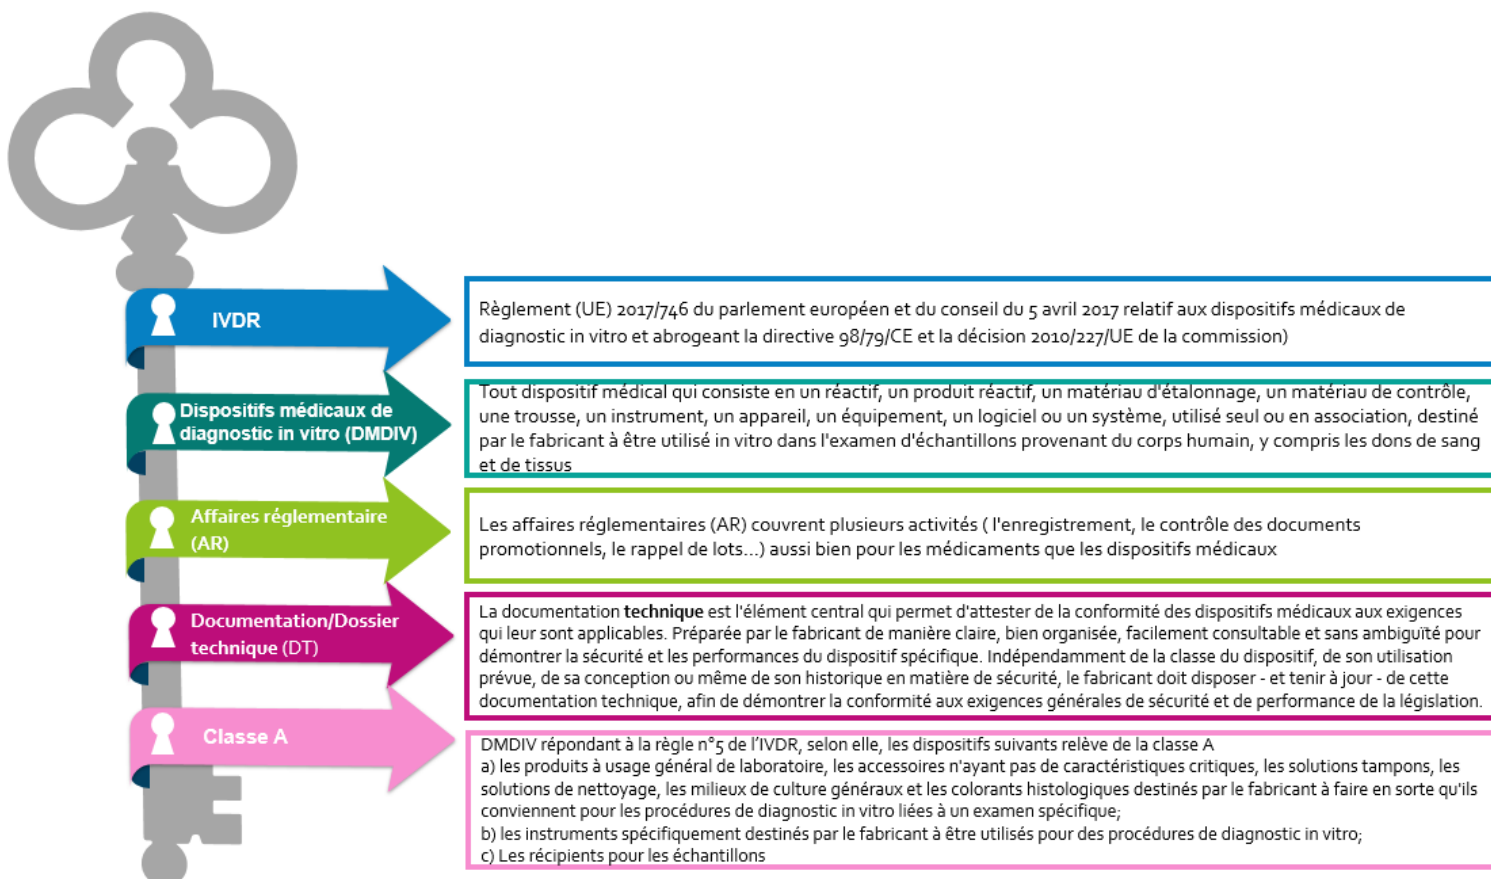 IVDR
Règlement (UE) 2017/746 du parlement européen et du conseil du 5 avril 2017 relatif aux dispositifs médicaux de
diagnostic in vitro et abrogeant la directive 98/79/CE et la décision 2010/227/UE de la commission)
Dispositifs médicaux de
diagnostic in vitro (DMDIV)
Tout dispositif médical qui consiste en un réactif, un produit réactif, un matériau d'étalonnage, un matériau de contrôle,
une trousse, un instrument, un appareil, un équipement, un logiciel ou un système, utilisé seul ou en association, destiné
par le fabricant à être utilisé in vitro dans l'examen d'échantillons provenant du corps humain, y compris les dons de sang
et de tissus
Affaires réglementaire
(AR)
Les affaires réglementaires (AR) couvrent plusieurs activités ( l'enregistrement, le contrôle des documents
promotionnels, le rappel de lots...) aussi bien pour les médicaments que les dispositifs médicaux
Documentation/Dossier
technique (DT)
La documentation technique est l'élément central qui permet d'attester de la conformité des dispositifs médicaux aux exigences
qui leur sont applicables. Préparée par le fabricant de manière claire, bien organisée, facilement consultable et sans ambiguïté pour
démontrer la sécurité et les performances du dispositif spécifique. Indépendamment de la classe du dispositif, de son utilisation
prévue, de sa conception ou même de son historique en matière de sécurité, le fabricant doit disposer - et tenir à jour - de cette
documentation technique, afin de démontrer la conformité aux exigences générales de sécurité et de performance de la législation.
Classe A
DMDIV répondant à la règle n°5 de l'IVDR, selon elle, les dispositifs suivants relève de la classe A
a) les produits à usage général de laboratoire, les accessoires n'ayant pas de caractéristiques critiques, les solutions tampons, les
solutions de nettoyage, les milieux de culture généraux et les colorants histologiques destinés par le fabricant à faire en sorte qu'ils
conviennent pour les procédures de diagnostic in vitro liées à un examen spécifique;
b) les instruments spécifiquement destinés par le fabricant à être utilisés pour des procédures de diagnostic in vitro;
c) Les récipients pour les échantillons